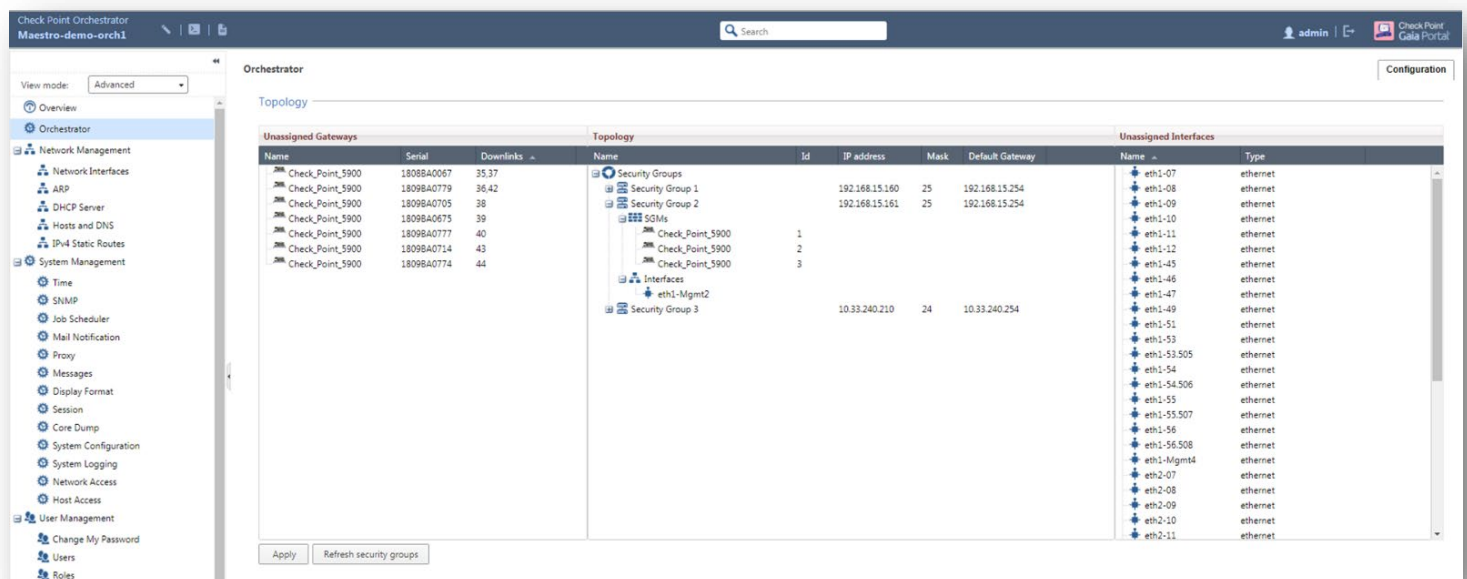 Check Point Orchestrator
Maestro-demo-orch1
Search
admin
Check Point
Gaia Portal
View mode: Advanced
Overview
Orchestrator
Network Management
Network Interfaces
ARP
DHCP Server
Hosts and DNS
IPv4 Static Routes
System Management
Time
SNMP
Job Scheduler
Mail Notification
Proxy
Messages
Display Format
Session
Core Dump
System Configuration
System Logging
Network Access
Host Access
User Management
Change My Password
Users
Roles
Orchestrator
Configuration
Topology
Unassigned Gateways
Name Serial Downlinks
Check_Point_5900 1808BA0067 35,37
Check_Point_5900 1809BA0779 36,42
Check_Point_5900 1809BA0705 38
Check_Point_5900 1809BA0675 39
Check_Point_5900 1809BA0777 40
Check_Point_5900 1809BA0714 43
Check_Point_5900 1809BA0774 44
Topology
Name Id IP address Mask Default Gateway
Security Groups
Security Group 1 192.168.15.160 25 192.168.15.254
Security Group 2 192.168.15.161 25 192.168.15.254
SGMs
Check_Point_5900 1
Check_Point_5900 2
Check_Point_5900 3
Interfaces
eth1-Mgmt2
Security Group 3 10.33.240.210 24 10.33.240.254
Unassigned Interfaces
Name Type
eth1-07 ethernet
eth1-08 ethernet
eth1-09 ethernet
eth1-10 ethernet
eth1-11 ethernet
eth1-12 ethernet
eth1-45 ethernet
eth1-46 ethernet
eth1-47 ethernet
eth1-49 ethernet
eth1-51 ethernet
eth1-53 ethernet
eth1-53.505 ethernet
eth1-54 ethernet
eth1-54.506 ethernet
eth1-55 ethernet
eth1-55.507 ethernet
eth1-56 ethernet
eth1-56.508 ethernet
eth1-Mgmt4 ethernet
eth2-07 ethernet
eth2-08 ethernet
eth2-09 ethernet
eth2-10 ethernet
eth2-11 ethernet
Apply
Refresh security groups